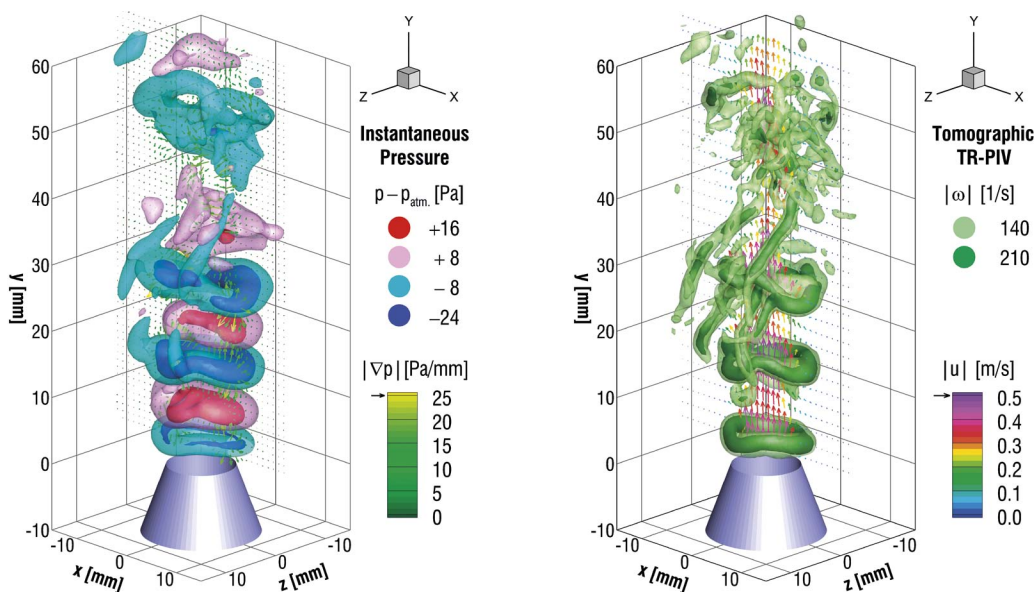 Y
Z
X
60
50
40
30
20
10
0
-10
y [mm]
-10
0
10
x [mm]
-10
0
10
z [mm]
Instantaneous
Pressure
p – p atm. [Pa]
+16
+ 8
– 8
–24
|∇p| [Pa/mm]
25
20
15
10
5
0
Y
Z
X
60
50
40
30
20
10
0
-10
y [mm]
-10
0
10
x [mm]
-10
0
10
z [mm]
Tomographic
TR-PIV
|ω| [1/s]
140
210
|u| [m/s]
0.5
0.4
0.3
0.2
0.1
0.0